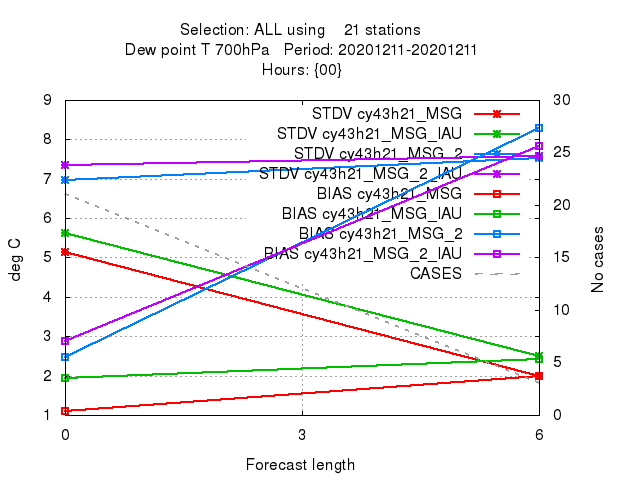 Selection: ALL using 21 stations
Dew point T 700hPa Period: 20201211-20201211
Hours: {00}
9
8
7
6
5
4
3
2
1
deg C
30
25
20
15
10
5
0
No cases
STDV cy43h21_MSG
STDV cy43h21_MSG_IAU
STDV cy43h21_MSG_2
STDV cy43h21_MSG_2_IAU
BIAS cy43h21_MSG
BIAS cy43h21_MSG_IAU
BIAS cy43h21_MSG_2
BIAS cy43h21_MSG_2_IAU
CASES
0 3 6
Forecast length